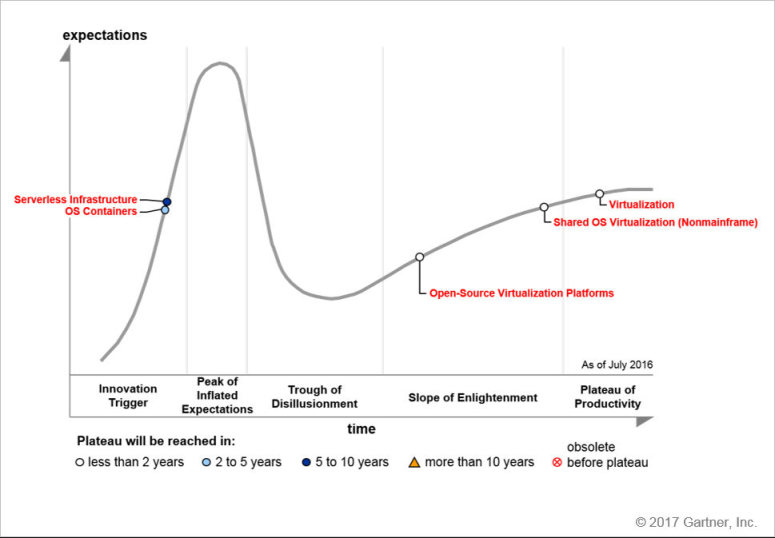 expectations
Serverless Infrastructure
OS Containers
Virtualization
Shared OS Virtualization (Nonmainframe)
Open-Source Virtualization Platforms
As of July 2016
Innovation
Trigger
Peak of
Inflated
Expectations
Trough of
Disillusionment
Slope of Enlightenment
Plateau of
Productivity
time
Plateau will be reached in:
less than 2 years
2 to 5 years
5 to 10 years
more than 10 years
obsolete
before plateau
© 2017 Gartner, Inc.